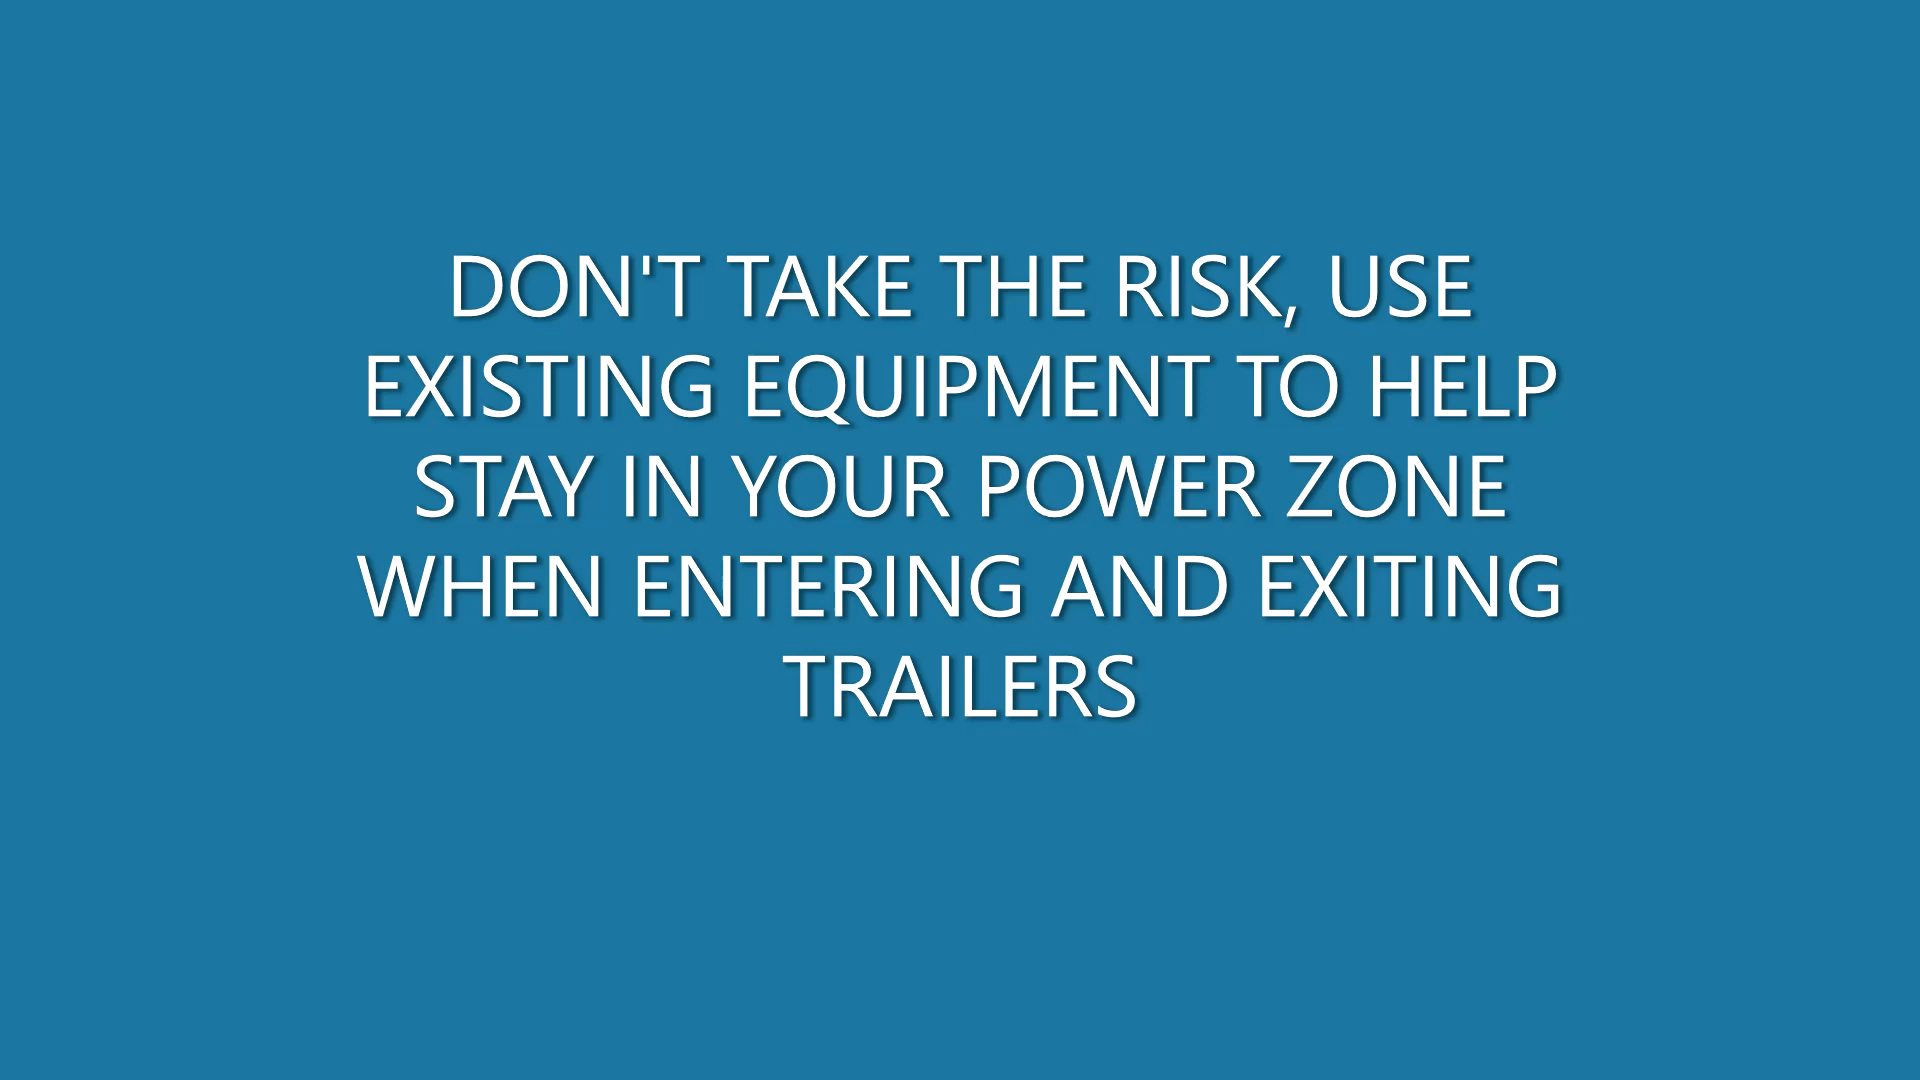 DON'T TAKE THE RISK, USE
EXISTING EQUIPMENT TO HELP
STAY IN YOUR POWER ZONE
WHEN ENTERING AND EXITING
TRAILERS